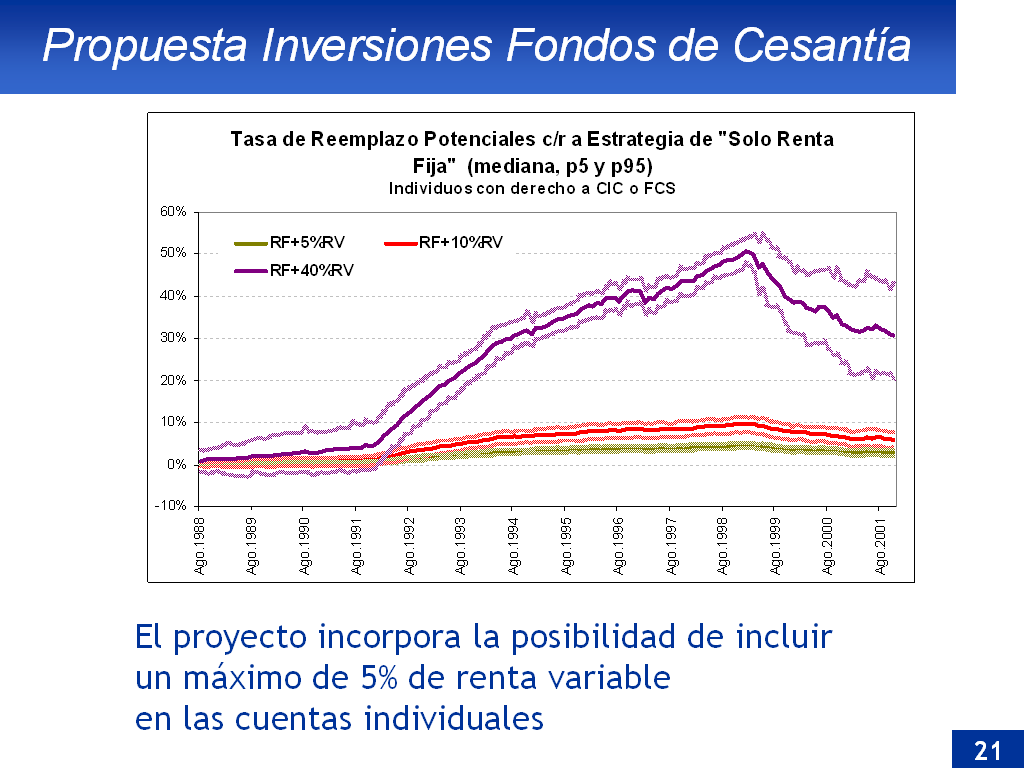 Propuesta Inversiones Fondos de Cesantía
Tasa de Reemplazo Potenciales c/r a Estrategia de "Solo Renta
Fija" (mediana, p5 y p95)
Individuos con derecho a CIC o FCS
60%
50%
40%
30%
20%
10%
0%
-10%
RF+5%RV
RF+10%RV
RF+40%RV
Ago.1988
Ago.1989
Ago.1990
Ago.1991
Ago.1992
Ago.1993
Ago.1994
Ago.1995
Ago.1996
Ago.1997
Ago.1998
Ago.1999
Ago.2000
Ago.2001
El proyecto incorpora la posibilidad de incluir
un máximo de 5% de renta variable
en las cuentas individuales
21